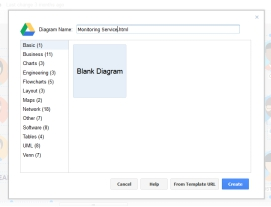 Diagram Name: Monitoring Service.html
Basic (1)
Business (11)
Charts (3)
Engineering (3)
Flowcharts (5)
Layout (3)
Maps (2)
Network (18)
Other (7)
Software (8)
Tables (4)
UML (8)
Venn (7)
Blank Diagram
Cancel
Help
From Template URL
Create